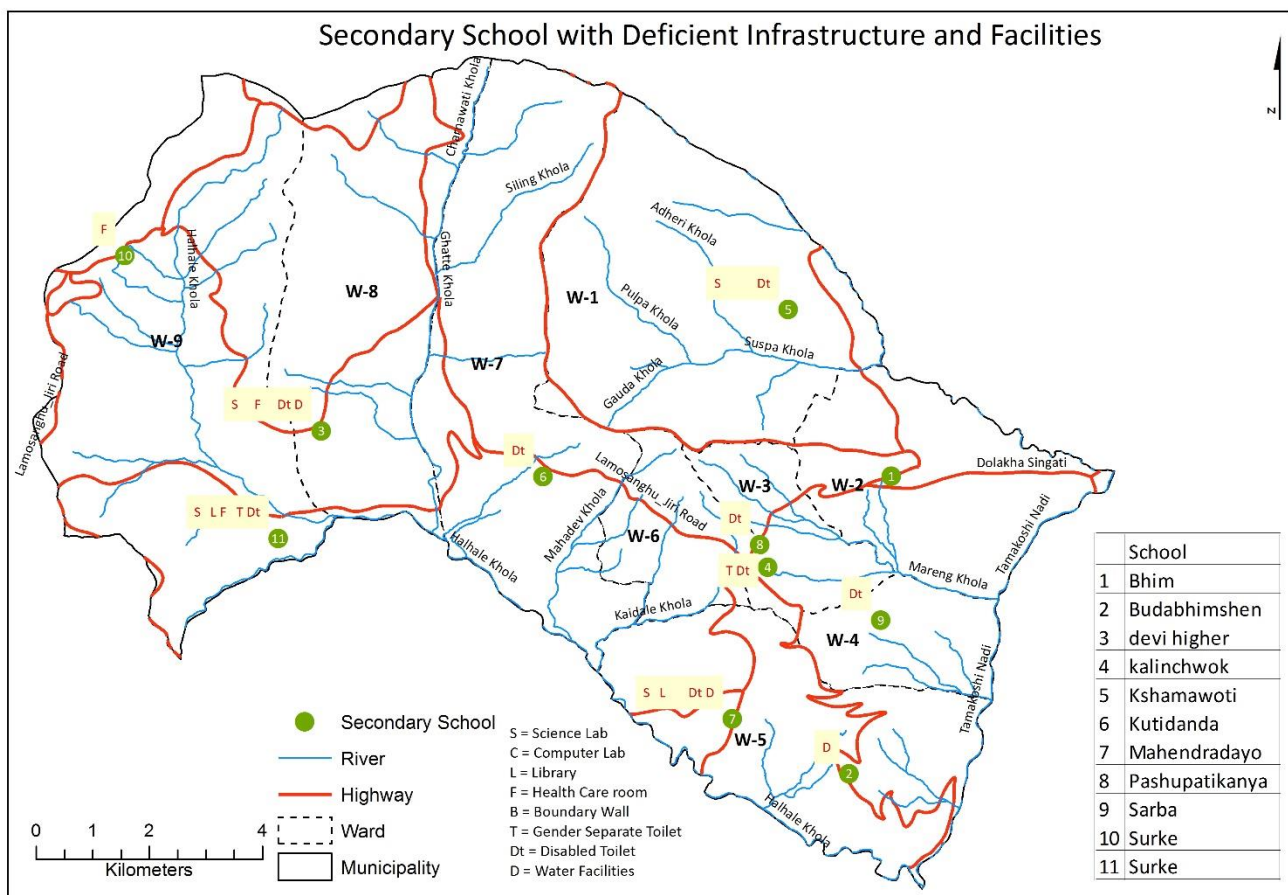 Secondary School with Deficient Infrastructure and Facilities
Z
Charnawati Khola
Siling Khola
Adheri Khola
F
10
Halhale Khola
Ghatte Khola
W-8
W-1
Pulpa Khola
S Dt
5
W-9
W-7
Suspa Khola
Lamosanghu_Jiri Road
Gauda Khola
S F Dt D
3
Dt
6
Lamosanghu_Jiri Road
W-3
W-2
1
Dolakha Singati
S L F T Dt
11
Halhale Khola
Mahadev Khola
W-6
Dt
8
T Dt
4
Mareng Khola
Tamakoshi Nadi
Kaidale Khola
Dt
9
W-4
Tamakoshi Nadi
S L Dt D
7
W-5
D
2
Halhale Khola
Secondary School
River
Highway
Ward
Municipality
S = Science Lab
C = Computer Lab
L = Library
F = Health Care room
B = Boundary Wall
T = Gender Separate Toilet
Dt = Disabled Toilet
D = Water Facilities
0 1 2 4
Kilometers
School
1 Bhim
2 Budabhimshen
3 devi higher
4 kalinchwok
5 Kshamawoti
6 Kutidanda
7 Mahendradayo
8 Pashupatikanya
9 Sarba
10 Surke
11 Surke